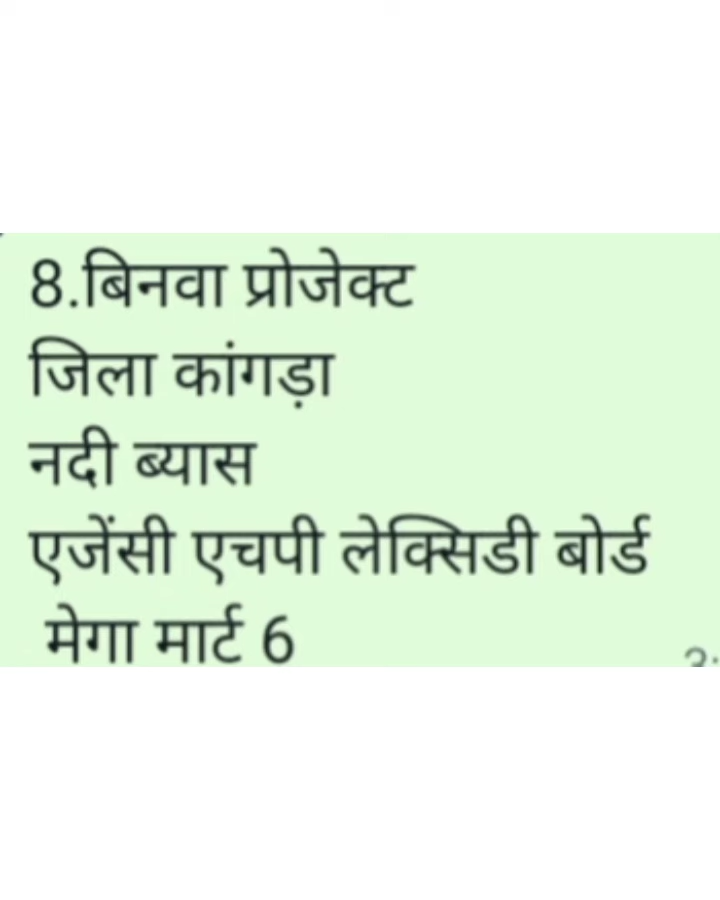 8.बिनवा प्रोजेक्ट
जिला कांगड़ा
नदी ब्यास
एजेंसी एचपी लेक्सिडी बोर्ड
मेगा मार्ट 6